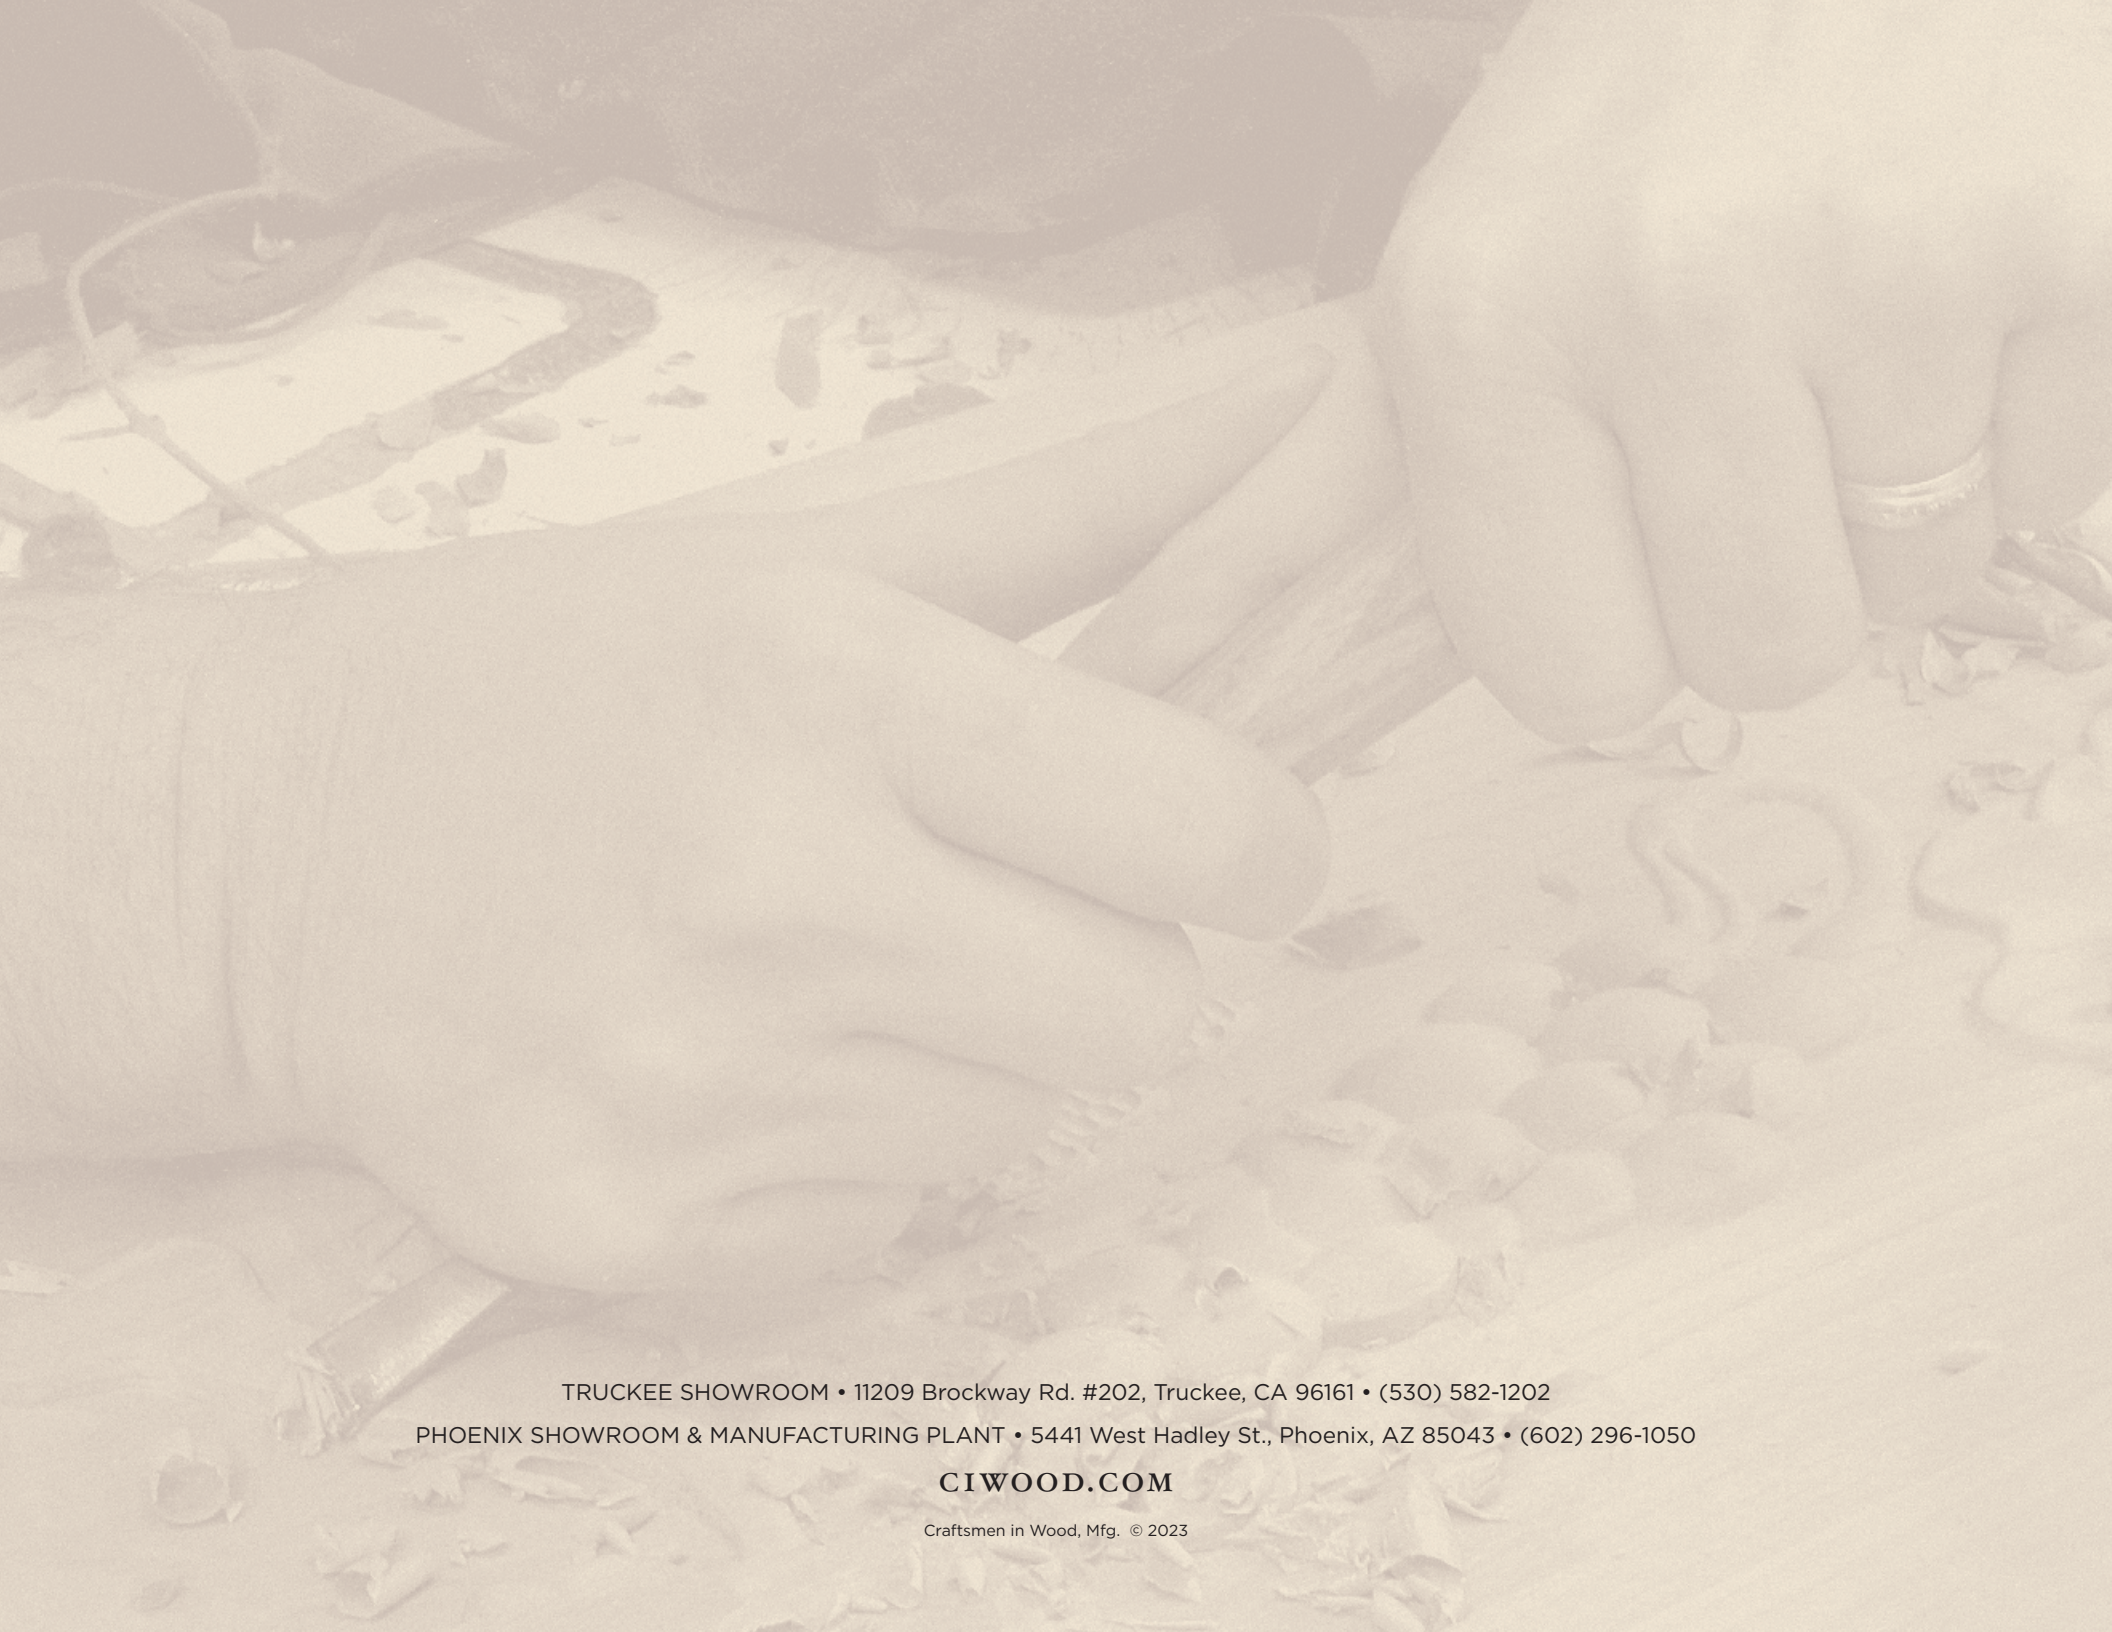 TRUCKEE SHOWROOM • 11209 Brockway Rd. #202, Truckee, CA 96161 • (530) 582-1202
PHOENIX SHOWROOM & MANUFACTURING PLANT • 5441 West Hadley St., Phoenix, AZ 85043 • (602) 296-1050
CIWOOD.COM
Craftsmen in Wood, Mfg. © 2023